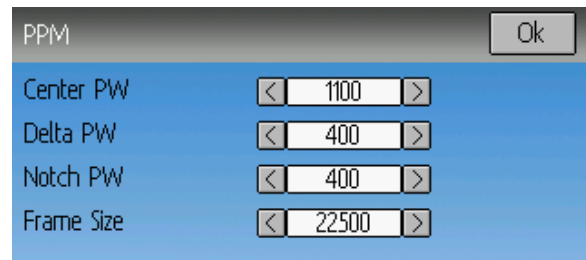 PPM Ok
Center PW < 1100 >
Delta PW < 400 >
Notch PW < 400 >
Frame Size < 22500 >